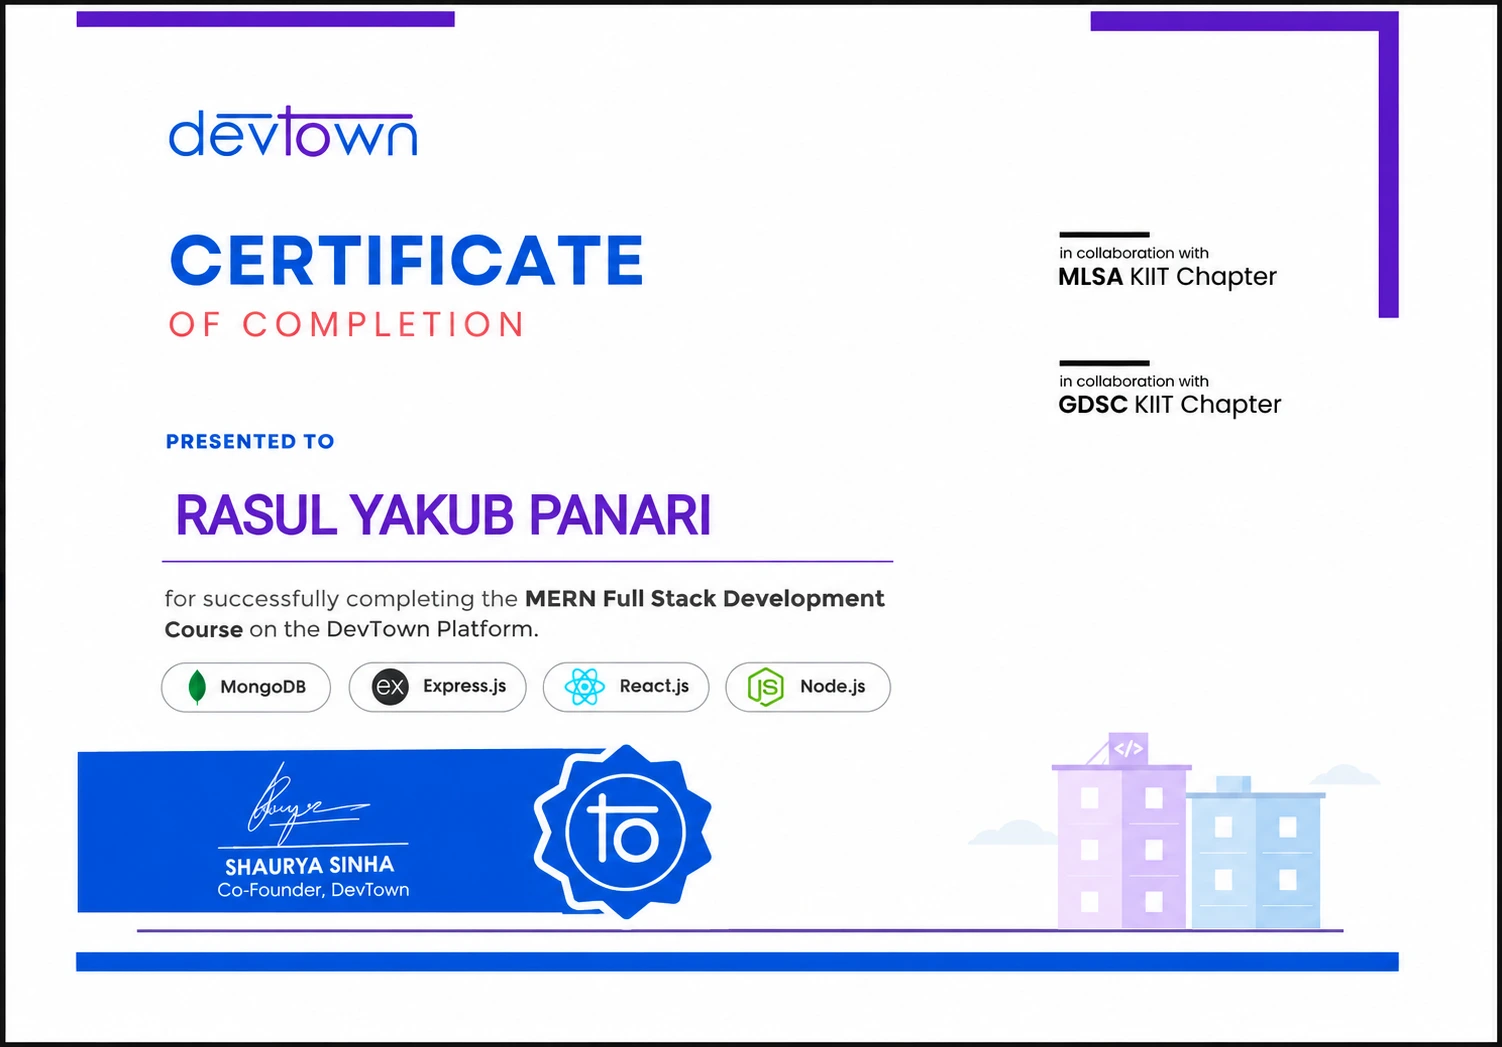 devtown
CERTIFICATE
OF COMPLETION
in collaboration with
MLSA KIIT Chapter
in collaboration with
GDSC KIIT Chapter
PRESENTED TO
RASUL YAKUB PANARI
for successfully completing the MERN Full Stack Development
Course on the DevTown Platform.
MongoDB
ex Express.js
React.js
JS Node.js
to
SHAURYA SINHA
Co-Founder, DevTown
</>